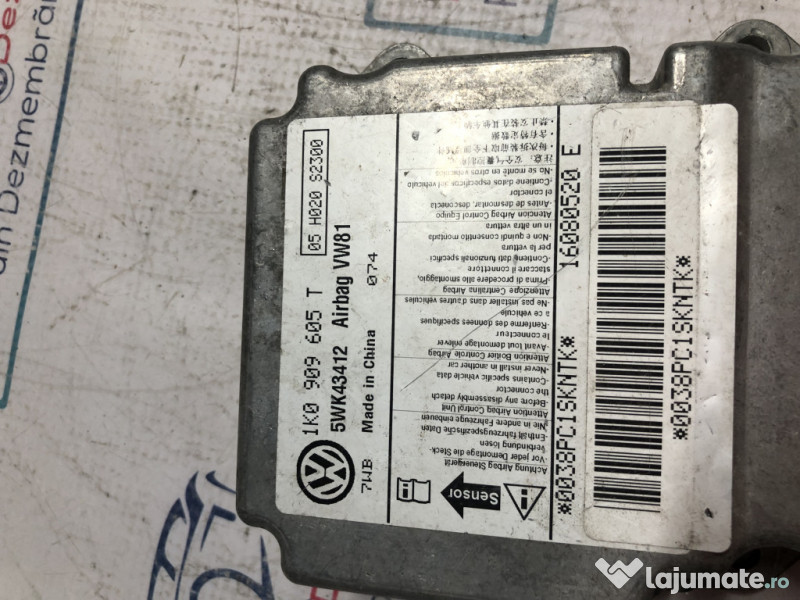 1K0 909 605 T
05 H020 S2300
5WK43412 Airbag VW81
Made in China 074
7WB
Sensor
Achtung Airbag Steuergerät
-Vor jeder Demontage die Steck-
Verbindung lösen
-Enthält fahrzeugspezifische Daten
-Nie in andere Fahrzeuge einbauen
Attention Airbag Control Unit
-Before any disassembly detach
the connector
-Contains specific vehicle data
-Never install in another car
Attention Boitier Controle Airbag
-Avant tout demontage enlever
le connecteur
-Renferme des donnees specifiques
a ce vehicule
-Ne pas installer dans d'autres vehicules
Attenzione Centralina Airbag
-Prima di procedere allo smontaggio,
staccare il connettore
-Contiene dati funzionali specifici
per la vettura
-Non e quindi consentito montada
in un altra vettura
Atencion Airbag Control Equipo
-Antes de desmontar, desconecta
el conector
-Contiene datos especificos del vehiculo
-No se monte en otros
16080520 E
*0038PC1SKNTK*
*0038PC1SKNTK*
din Dezmembrări
lajumate.ro